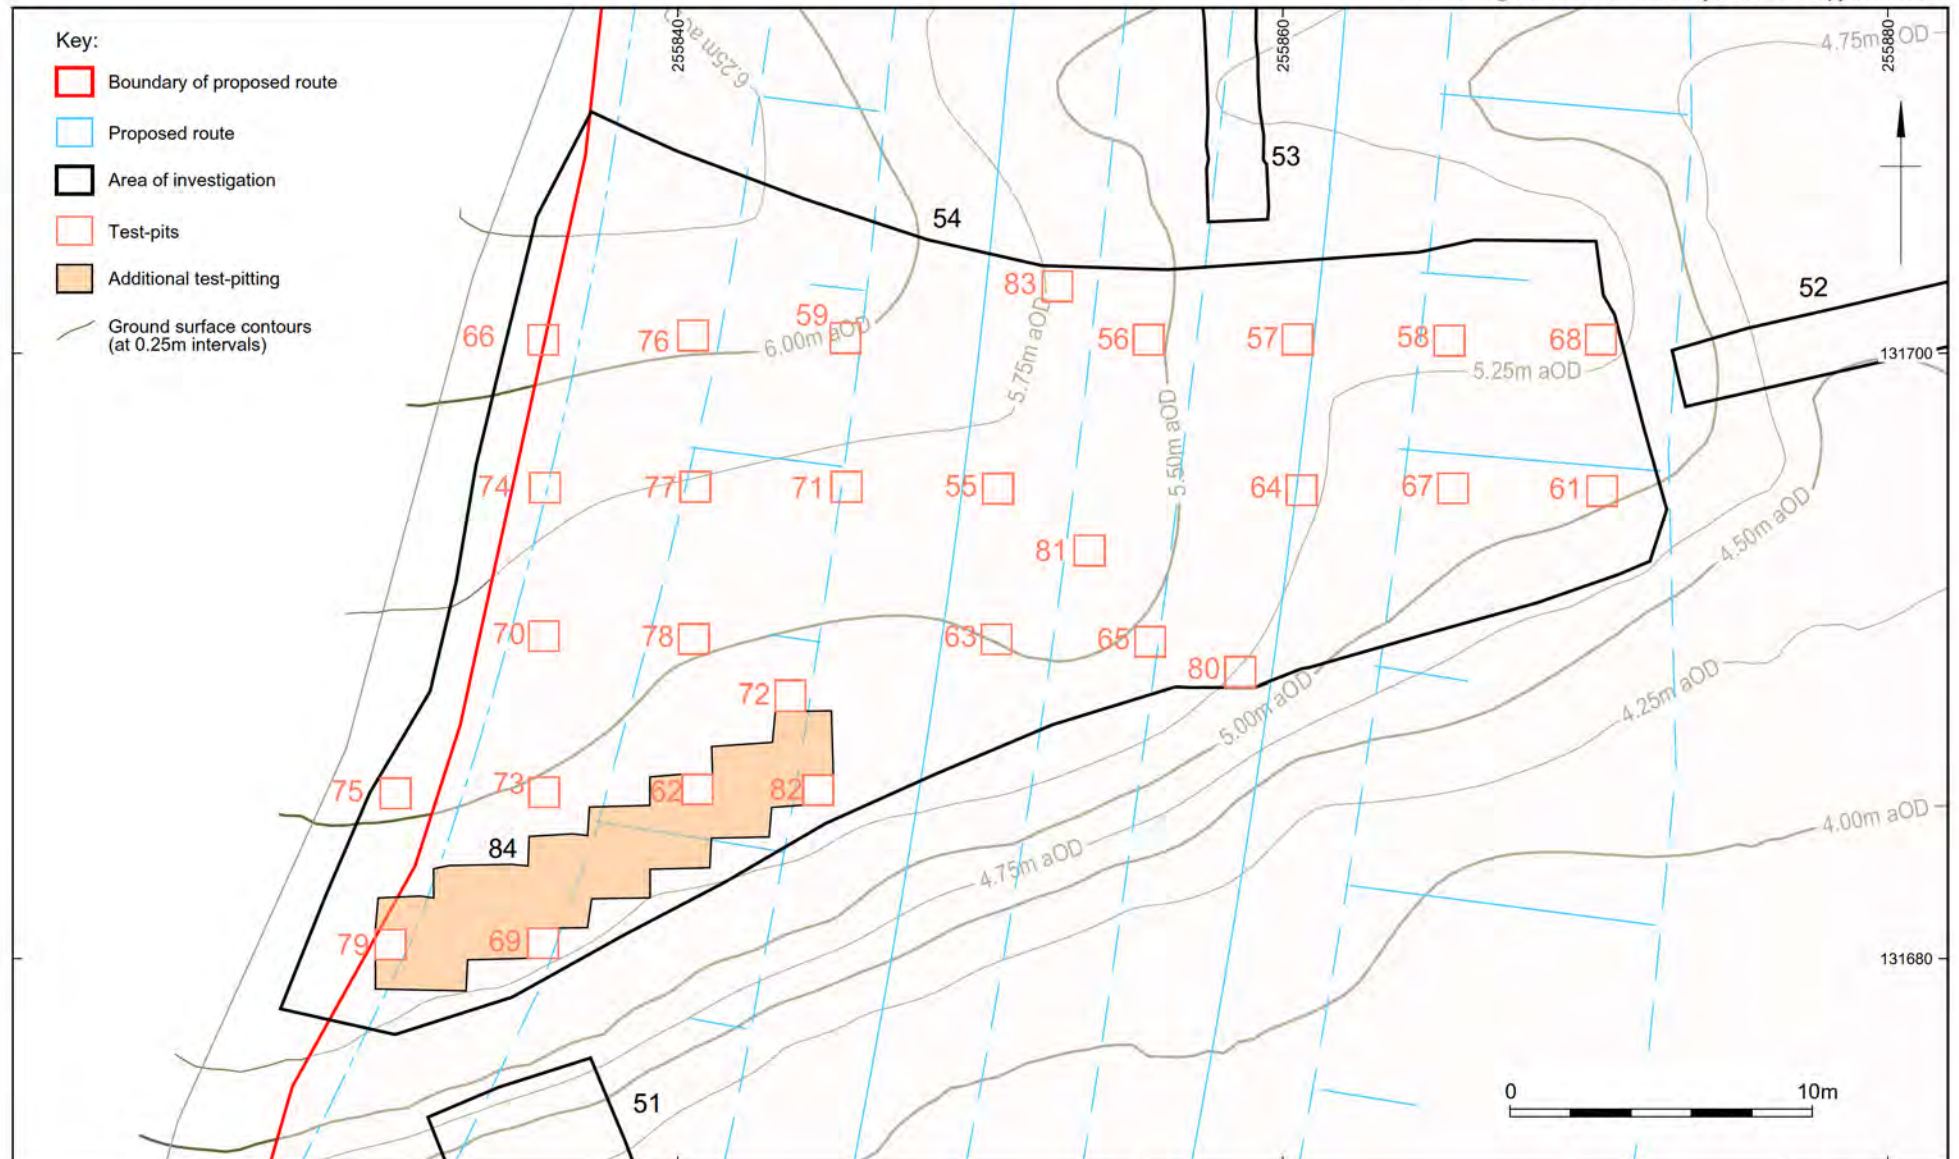 Key:
Boundary of proposed route
Proposed route
Area of investigation
Test-pits
Additional test-pitting
Ground surface contours
(at 0.25m intervals)
255840
255860
255880
6.25m aOD
4.75m OD
53
54
52
83
59
66
76
6.00m aOD
56
57
58
68
131700
5.75m aOD
5.25m aOD
5.50m aOD
74
77
71
55
64
67
61
81
4.50m aOD
70
78
63
65
80
72
5.00m aOD
4.25m aOD
75
73
62
82
4.00m aOD
84
4.75m aOD
79
69
131680
51
0
10m